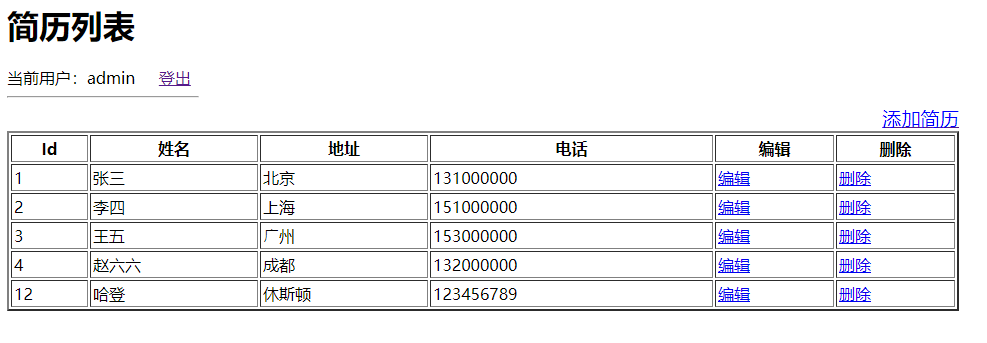 简历列表
当前用户：admin 登出
添加简历
Id 姓名 地址 电话 编辑 删除
1 张三 北京 131000000 编辑 删除
2 李四 上海 151000000 编辑 删除
3 王五 广州 153000000 编辑 删除
4 赵六六 成都 132000000 编辑 删除
12 哈登 休斯顿 123456789 编辑 删除